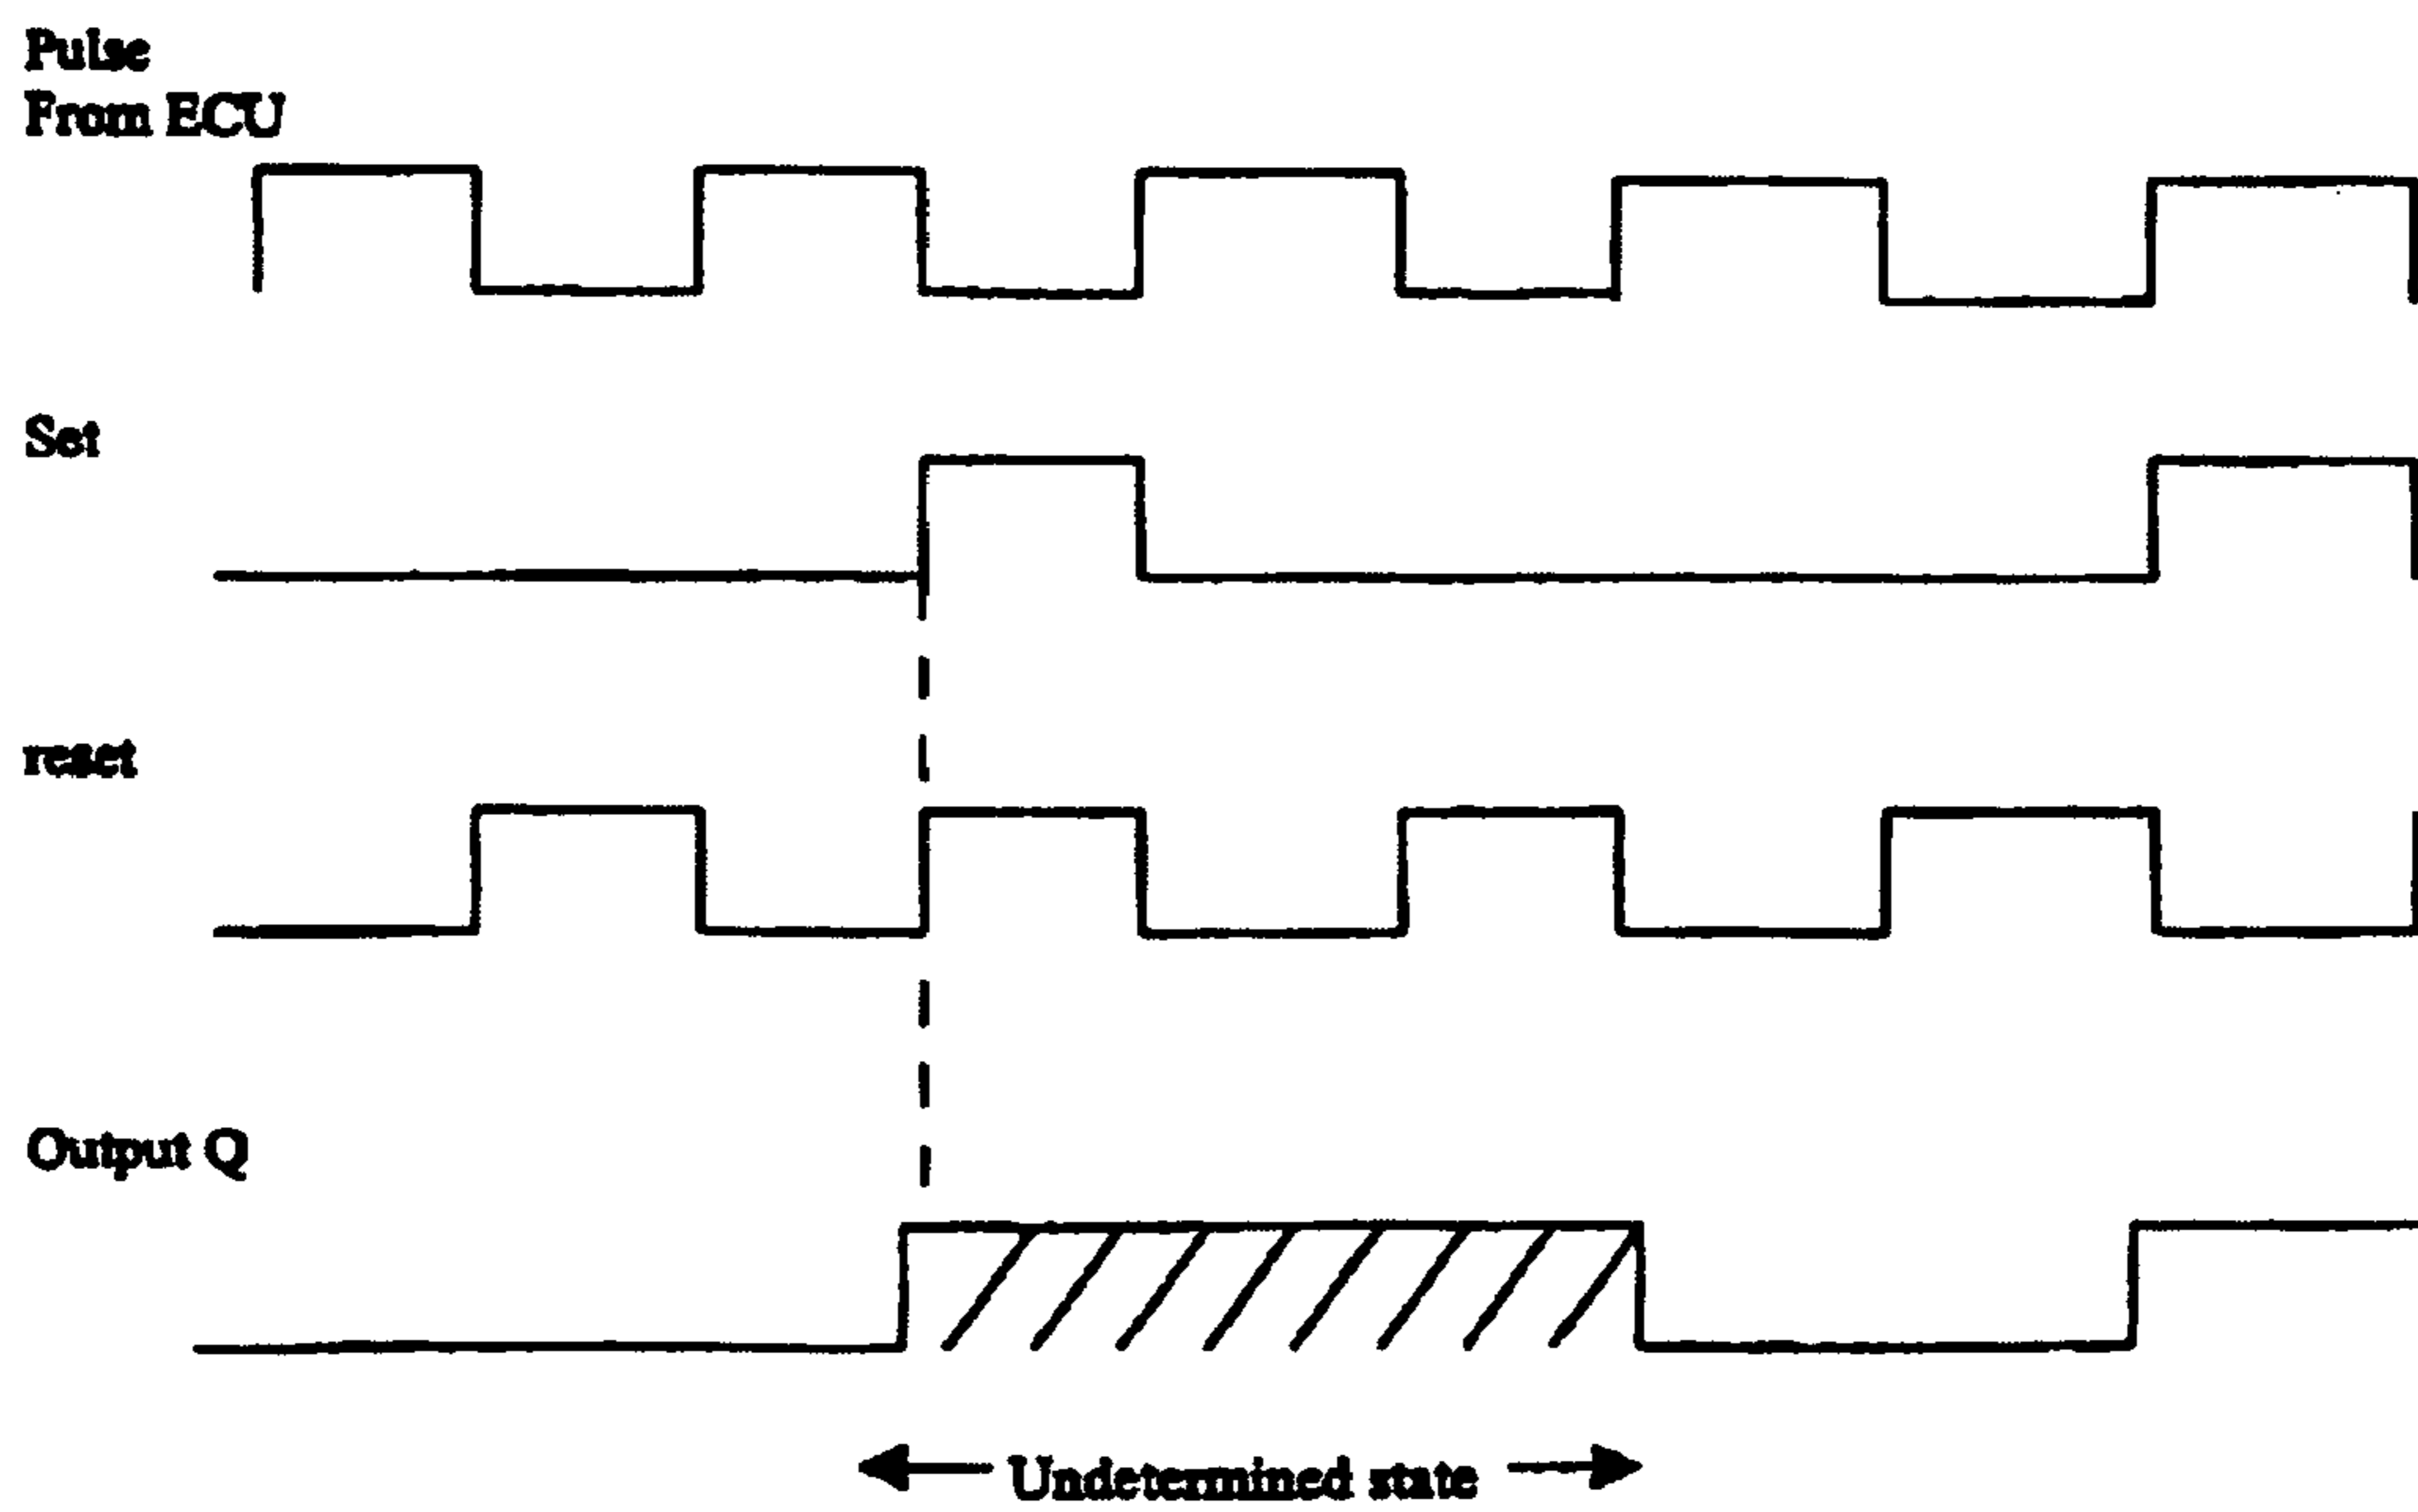 Pulse
From ECU
Set
reset
Output Q
Undetermined state